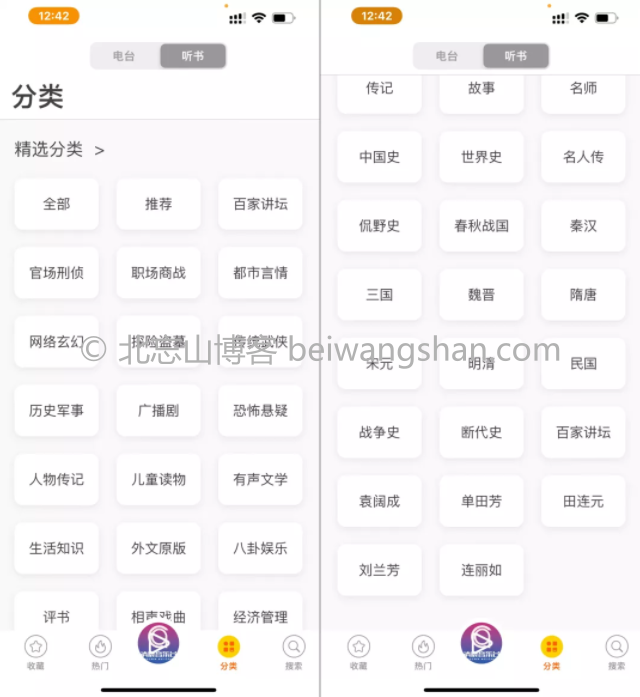 12:42
电台 听书
分类
精选分类 >
全部 推荐 百家讲坛
官场刑侦 职场商战 都市言情
网络玄幻 探险盗墓 传统武侠
历史军事 广播剧 恐怖悬疑
人物传记 儿童读物 有声文学
生活知识 外文原版 八卦娱乐
评书 相声戏曲 经济管理
收藏 热门 分类 搜索
12:42
电台 听书
传记 故事 名师
中国史 世界史 名人传
侃野史 春秋战国 秦汉
三国 魏晋 隋唐
宋元 明清 民国
战争史 断代史 百家讲坛
袁阔成 单田芳 田连元
刘兰芳 连丽如
收藏 热门 分类 搜索
© 北忘山博客 beiwangshan.com